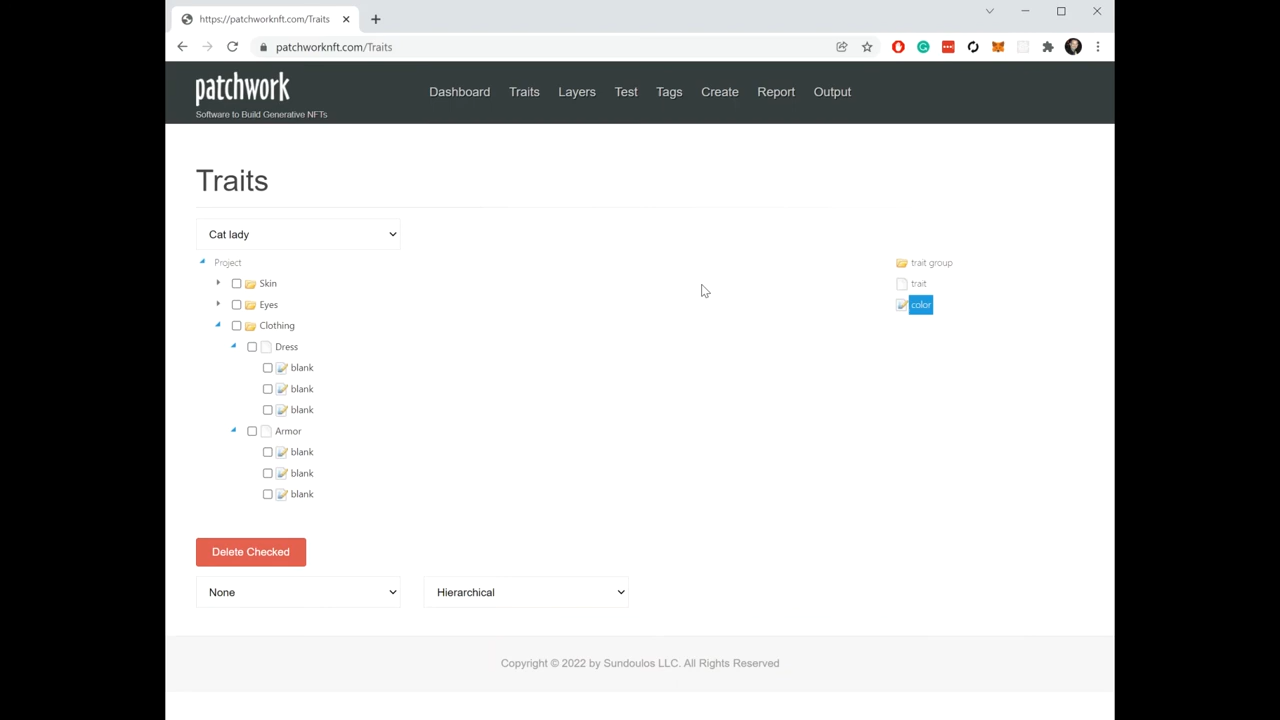 https://patchworknft.com/Traits
patchworknft.com/Traits
patchwork
Software to Build Generative NFTs
Dashboard Traits Layers Test Tags Create Report Output
Traits
Cat lady
Project
Skin
Eyes
Clothing
Dress
blank
blank
blank
Armor
blank
blank
blank
trait group
trait
color
Delete Checked
None
Hierarchical
Copyright © 2022 by Sundoulos LLC. All Rights Reserved